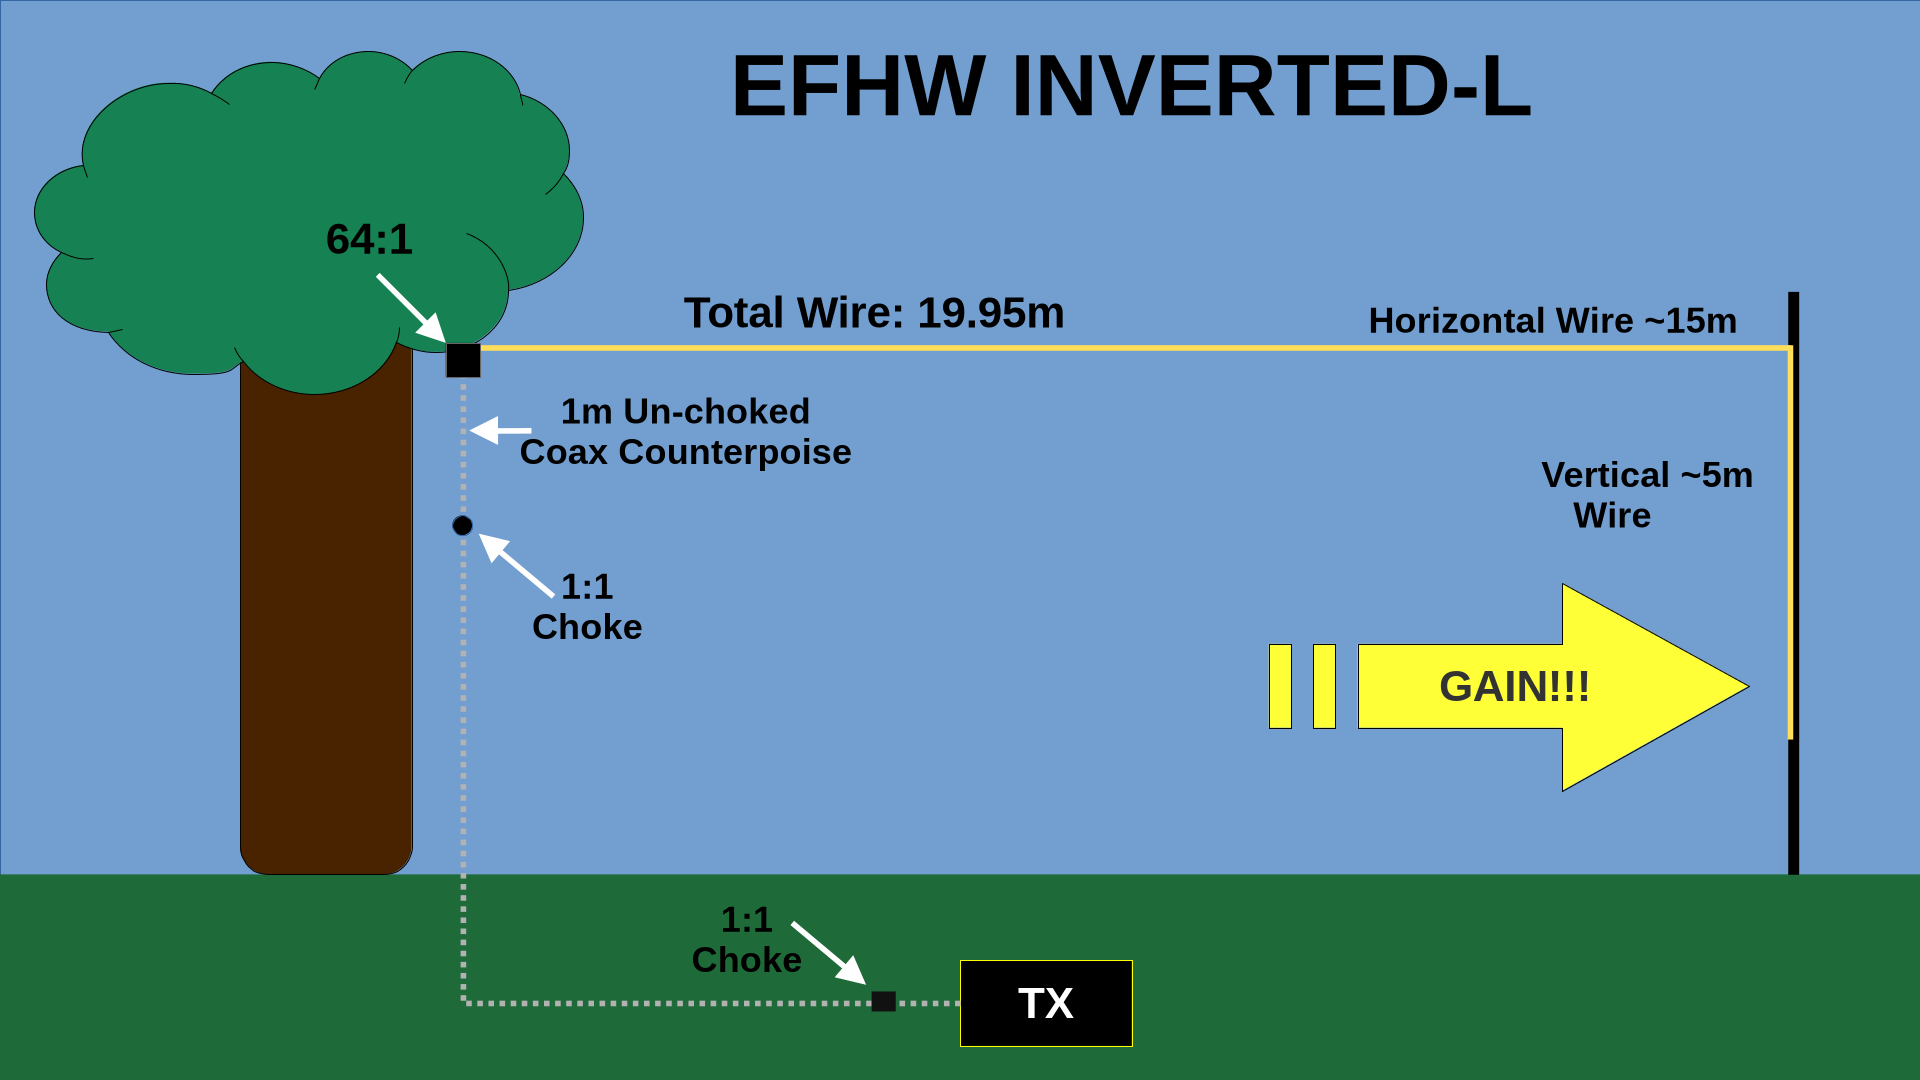 EFHW INVERTED-L
64:1
Total Wire: 19.95m
Horizontal Wire ~15m
1m Un-choked
Coax Counterpoise
Vertical ~5m
Wire
1:1
Choke
GAIN!!!
1:1
Choke
TX